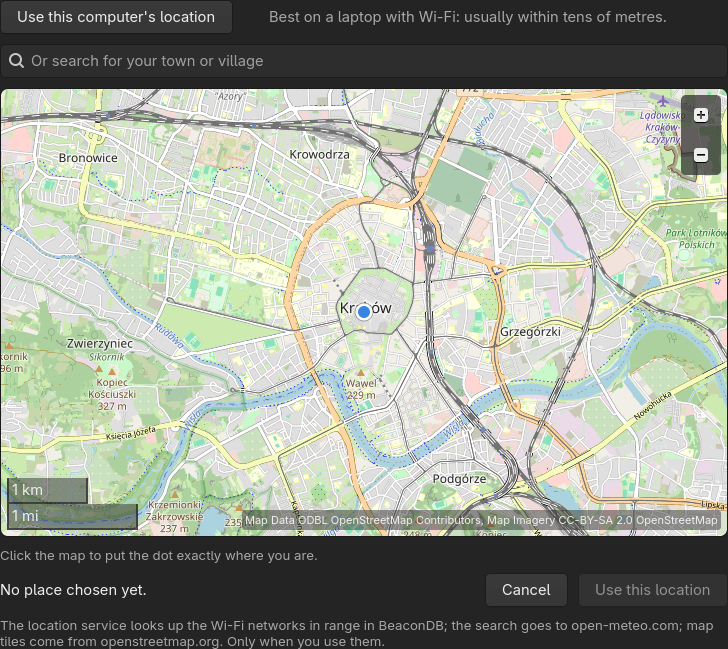 Use this computer's location
Best on a laptop with Wi-Fi: usually within tens of metres.
Or search for your town or village
"Azory"
Lądowisko
Kraków-
Czyżyny
Bronowice
Krowodrza
Park Lotników
Polskich
Kraków
Rudawa
Grzegórzki
Zwierzyniec
Sikornik
96 m
Kopiec
Kościuszki
327 m
Wawel
229 m
Nowohucka
Księcia Józefa
Wisła
Podgórze
1 km
1 mi
Krzemionki
Zakrzowskie
237 m
Lipska
Map Data ODBL OpenStreetMap Contributors, Map Imagery CC-BY-SA 2.0 OpenStreetMap
Click the map to put the dot exactly where you are.
No place chosen yet.
Cancel
Use this location
The location service looks up the Wi-Fi networks in range in BeaconDB; the search goes to open-meteo.com; map
tiles come from openstreetmap.org. Only when you use them.